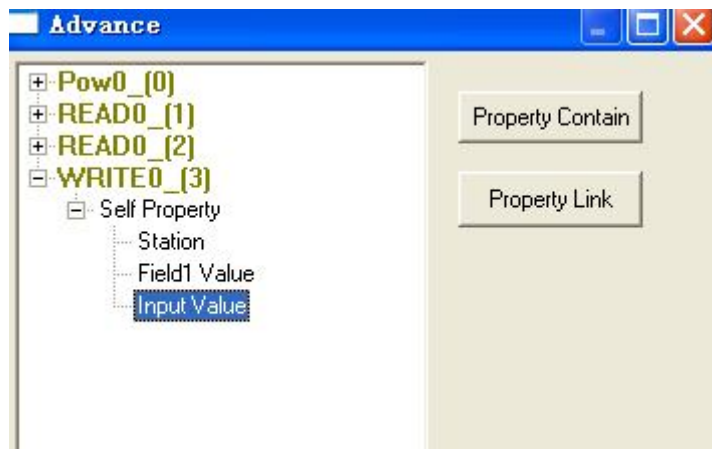 Advance
Pow0_(0)
READ0_(1)
READ0_(2)
WRITE0_(3)
Self Property
Station
Field1 Value
Input Value
Property Contain
Property Link